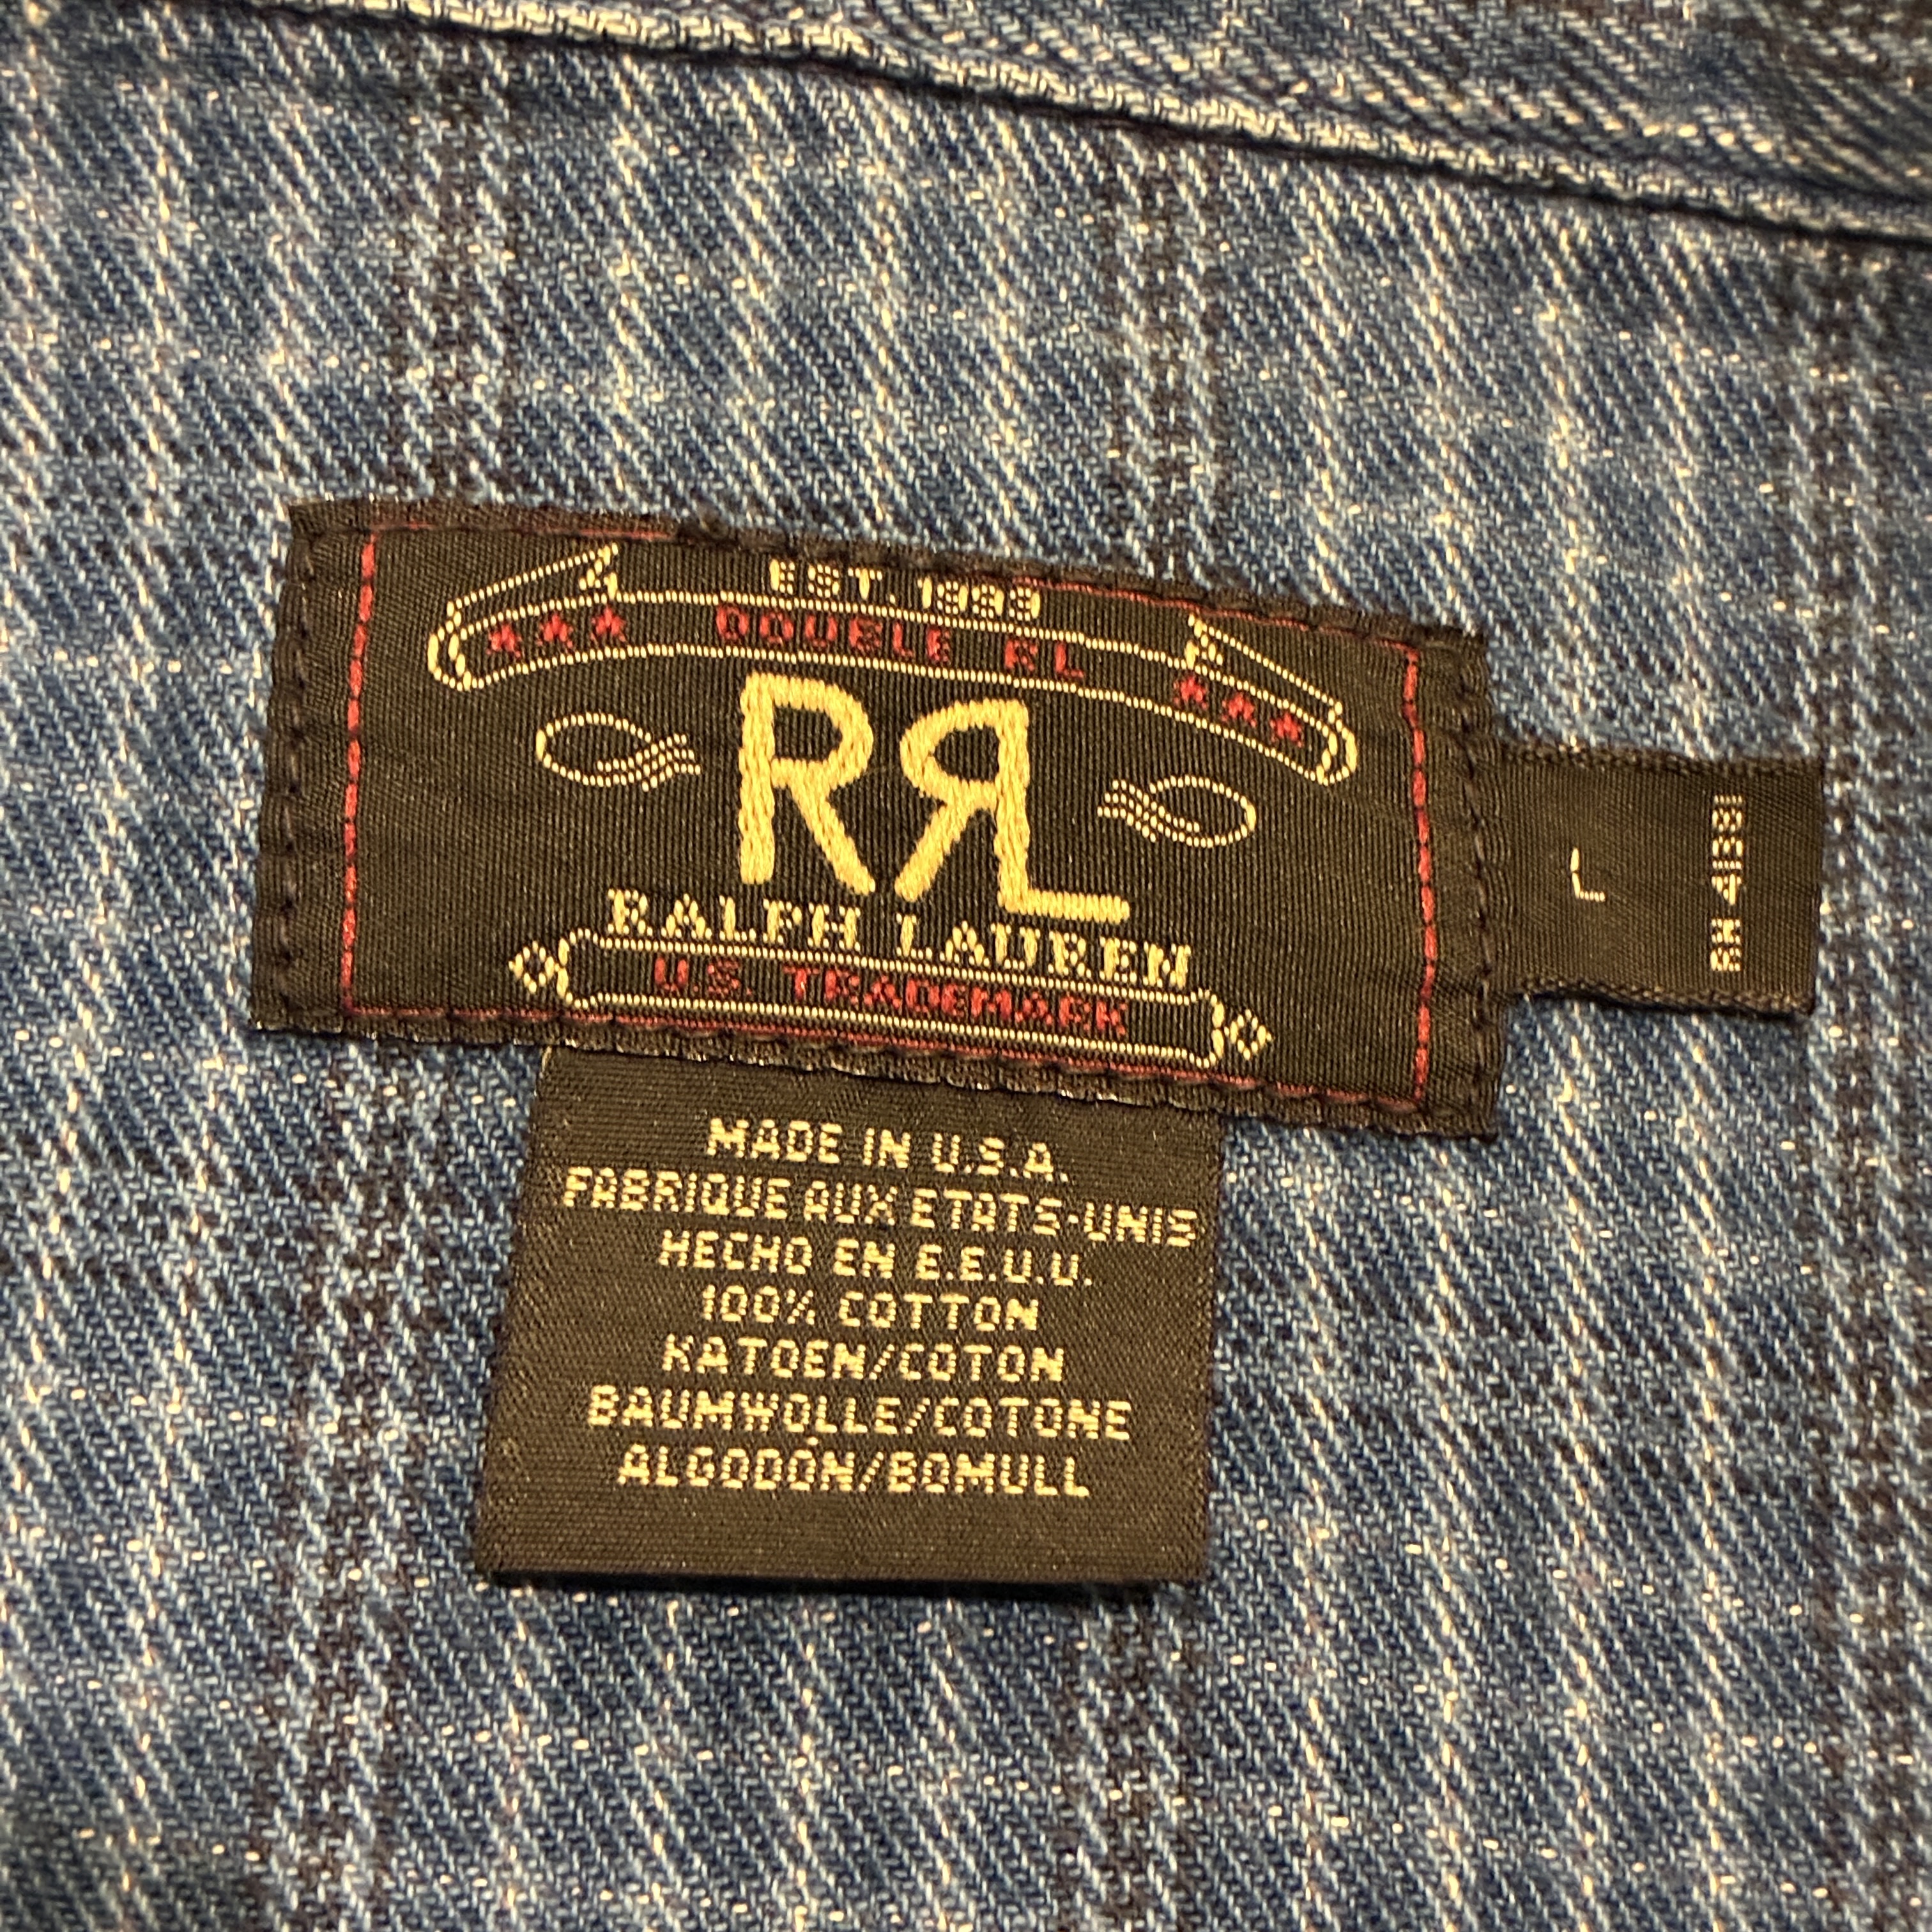 EST. 1993
DOUBLE RL
RRL
RALPH LAUREN
U.S. TRADEMARK
L
MADE IN U.S.A.
FABRIQUE AUX ETATS-UNIS
HECHO EN E.E.U.U.
100% COTTON
KATOEN/COTON
BAUMWOLLE/COTONE
ALGODÓN/BOMULL